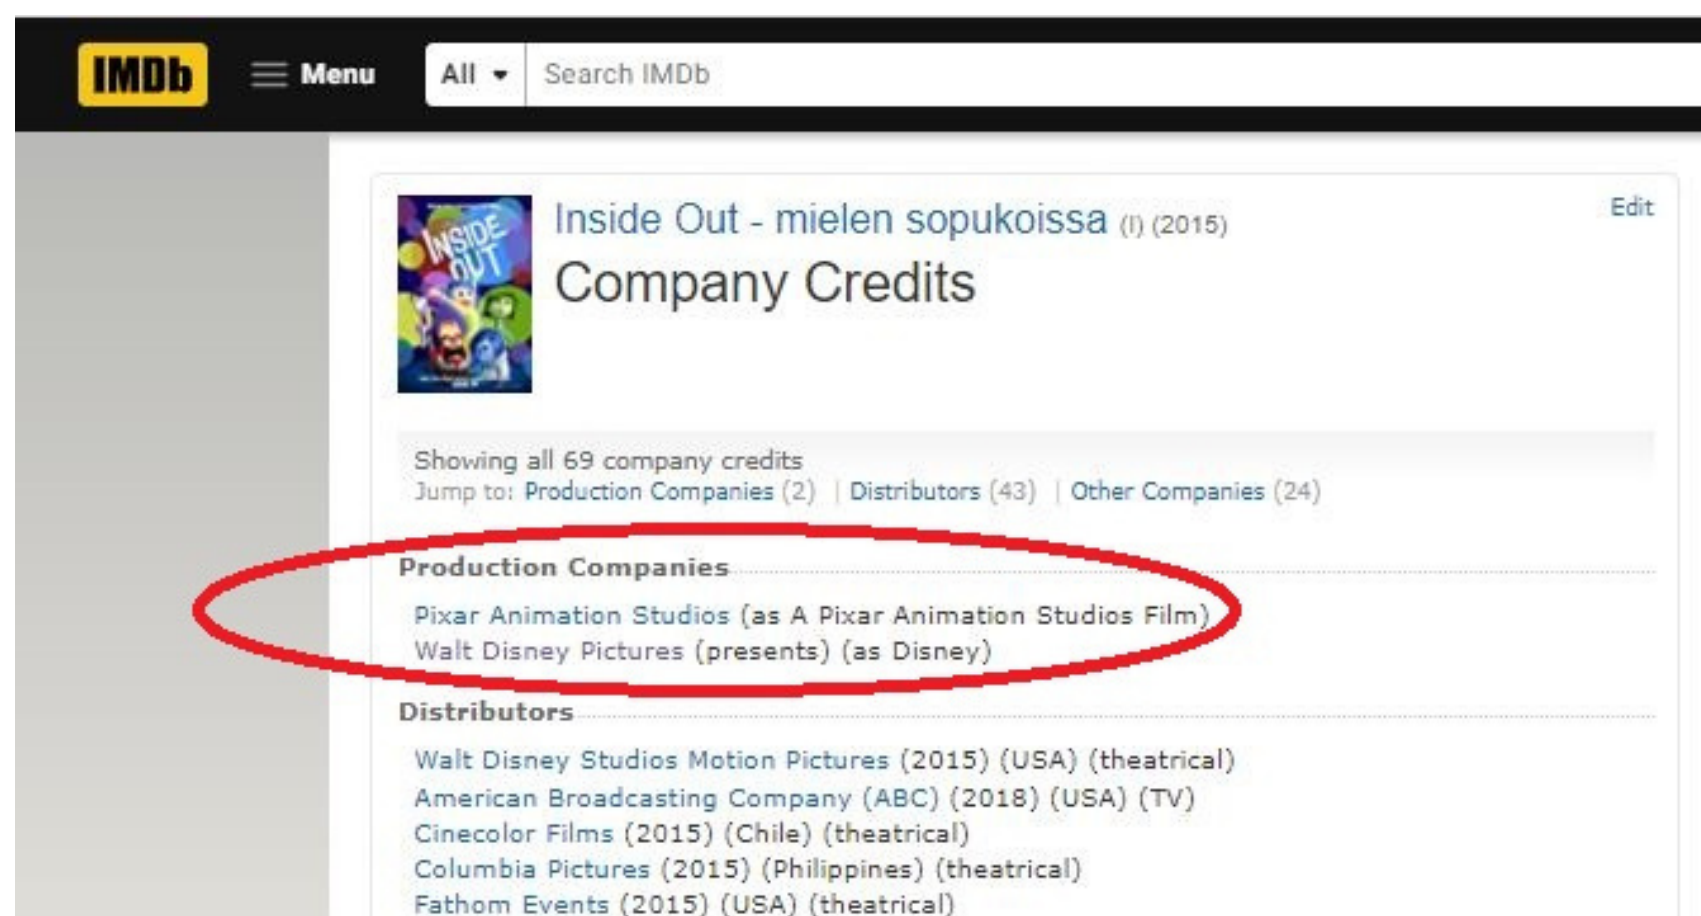 IMDb Menu All Search IMDb
INSIDE OUT
Inside Out - mielen sopukoissa (I) (2015) Edit
Company Credits
Showing all 69 company credits
Jump to: Production Companies (2) | Distributors (43) | Other Companies (24)
Production Companies
Pixar Animation Studios (as A Pixar Animation Studios Film)
Walt Disney Pictures (presents) (as Disney)
Distributors
Walt Disney Studios Motion Pictures (2015) (USA) (theatrical)
American Broadcasting Company (ABC) (2018) (USA) (TV)
Cinecolor Films (2015) (Chile) (theatrical)
Columbia Pictures (2015) (Philippines) (theatrical)
Fathom Events (2015) (USA) (theatrical)